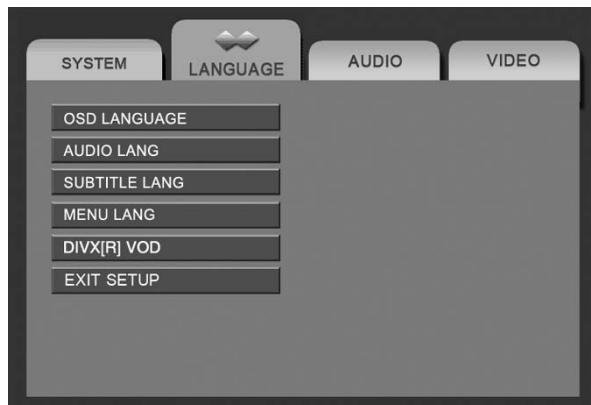 SYSTEM
LANGUAGE
AUDIO
VIDEO
OSD LANGUAGE
AUDIO LANG
SUBTITLE LANG
MENU LANG
DIVX[R] VOD
EXIT SETUP